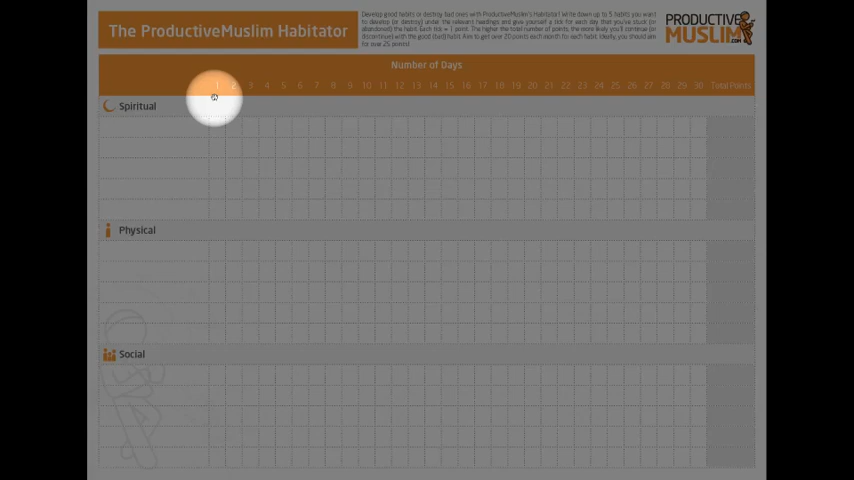 The ProductiveMuslim Habitator
Develop good habits or destroy bad ones with ProductiveMuslim's Habitator! Write down up to 5 habits you want
to develop (or destroy) under the relevant headings and give yourself a tick for each day that you've stuck (or
abandoned) the habit. Each tick = 1 point. The higher the total number of points, the more likely you'll continue (or
discontinue) with the good (bad) habit. Aim to get over 20 points each month for each habit. Ideally, you should aim
for over 25 points!
PRODUCTIVE
MUSLIM
.COM
Number of Days
1 2 3 4 5 6 7 8 9 10 11 12 13 14 15 16 17 18 19 20 21 22 23 24 25 26 27 28 29 30 Total Points
Spiritual
Physical
Social